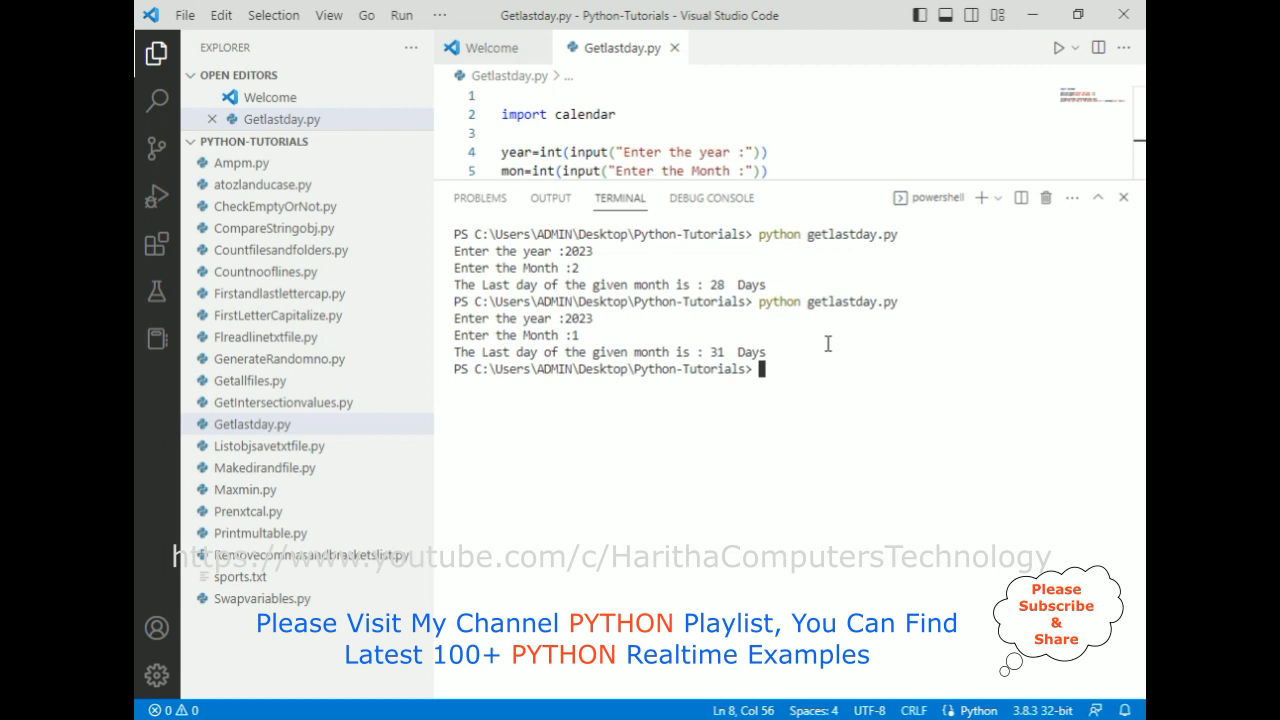 File Edit Selection View Go Run ··· Getlastday.py - Python-Tutorials - Visual Studio Code
EXPLORER ···
OPEN EDITORS
Welcome
Getlastday.py
PYTHON-TUTORIALS
Ampm.py
atozlanducase.py
CheckEmptyOrNot.py
CompareStringobj.py
Countfilesandfolders.py
Countnooflines.py
Firstandlastlettercap.py
FirstLetterCapitalize.py
Flreadlinetxtfile.py
GenerateRandomno.py
Getallfiles.py
GetIntersectionvalues.py
Getlastday.py
Listobjsavetxtfile.py
Makedirandfile.py
Maxmin.py
Prenxtcal.py
Printmultable.py
Removecommasandbracketslist.py
sports.txt
Swapvariables.py
Welcome Getlastday.py
Getlastday.py > ...
1
2 import calendar
3
4 year=int(input("Enter the year :"))
5 mon=int(input("Enter the Month :"))
PROBLEMS OUTPUT TERMINAL DEBUG CONSOLE powershell
PS C:\Users\ADMIN\Desktop\Python-Tutorials> python getlastday.py
Enter the year :2023
Enter the Month :2
The Last day of the given month is : 28 Days
PS C:\Users\ADMIN\Desktop\Python-Tutorials> python getlastday.py
Enter the year :2023
Enter the Month :1
The Last day of the given month is : 31 Days
PS C:\Users\ADMIN\Desktop\Python-Tutorials>
https://www.youtube.com/c/HarithaComputersTechnology
Please Visit My Channel PYTHON Playlist, You Can Find
Latest 100+ PYTHON Realtime Examples
Please
Subscribe
&
Share
0 0 Ln 8, Col 56 Spaces: 4 UTF-8 CRLF Python 3.8.3 32-bit